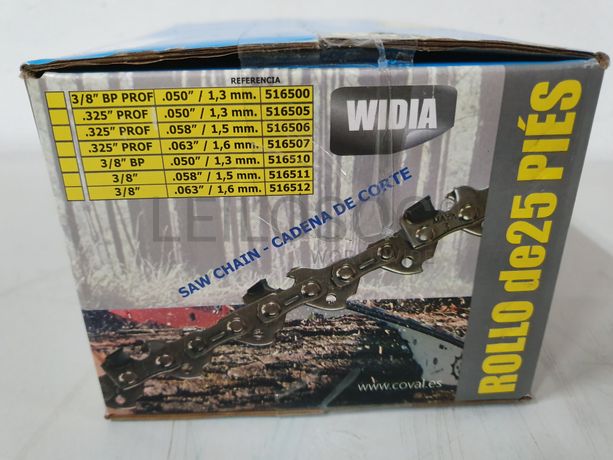 REFERENCIA
3/8" BP PROF .050" / 1,3 mm. 516500
.325" PROF .050" / 1,3 mm. 516505
.325" PROF .058" / 1,5 mm. 516506
.325" PROF .063" / 1,6 mm. 516507
3/8" BP .050" / 1,3 mm. 516510
3/8" .058" / 1,5 mm. 516511
3/8" .063" / 1,6 mm. 516512
WIDIA
SAW CHAIN - CADENA DE CORTE
ROLLO de25 PIÉS
www.coval.es